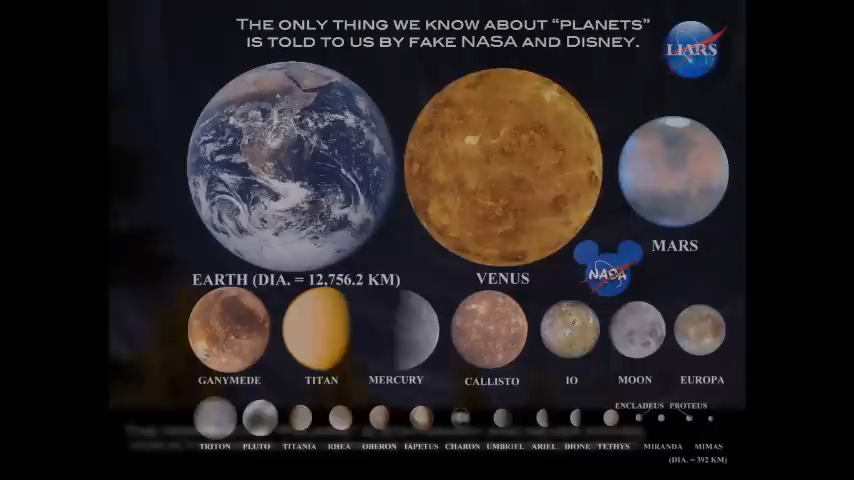 THE ONLY THING WE KNOW ABOUT “PLANETS”
IS TOLD TO US BY FAKE NASA AND DISNEY.
LIARS
MARS
EARTH (DIA. = 12,756.2 KM)
VENUS
NASA
GANYMEDE
TITAN
MERCURY
CALLISTO
IO
MOON
EUROPA
ENCLADEUS PROTEUS
TRITON PLUTO TITANIA RHEA OBERON IAPETUS CHARON UMBRIEL ARIEL DIONE TETHYS MIRANDA MIMAS
(DIA. = 392 KM)